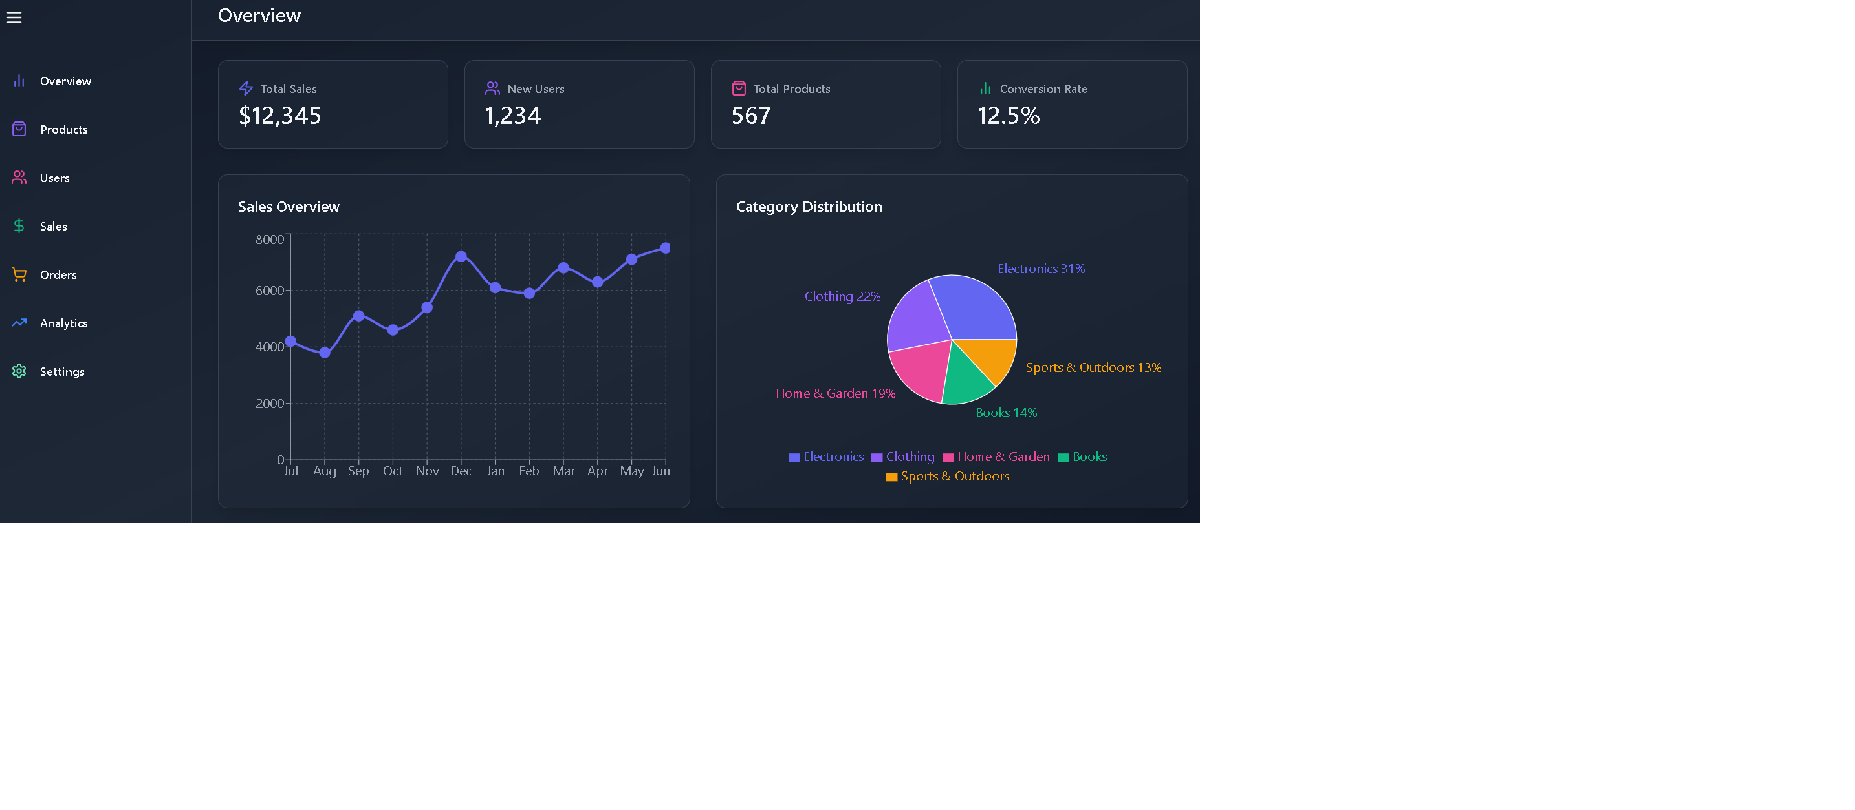 Overview
Overview
Products
Users
Sales
Orders
Analytics
Settings
Total Sales
$12,345
New Users
1,234
Total Products
567
Conversion Rate
12.5%
Sales Overview
8000
6000
4000
2000
0
Jul Aug Sep Oct Nov Dec Jan Feb Mar Apr May Jun
Category Distribution
Electronics 31%
Clothing 22%
Sports & Outdoors 13%
Home & Garden 19%
Books 14%
Electronics Clothing Home & Garden Books
Sports & Outdoors